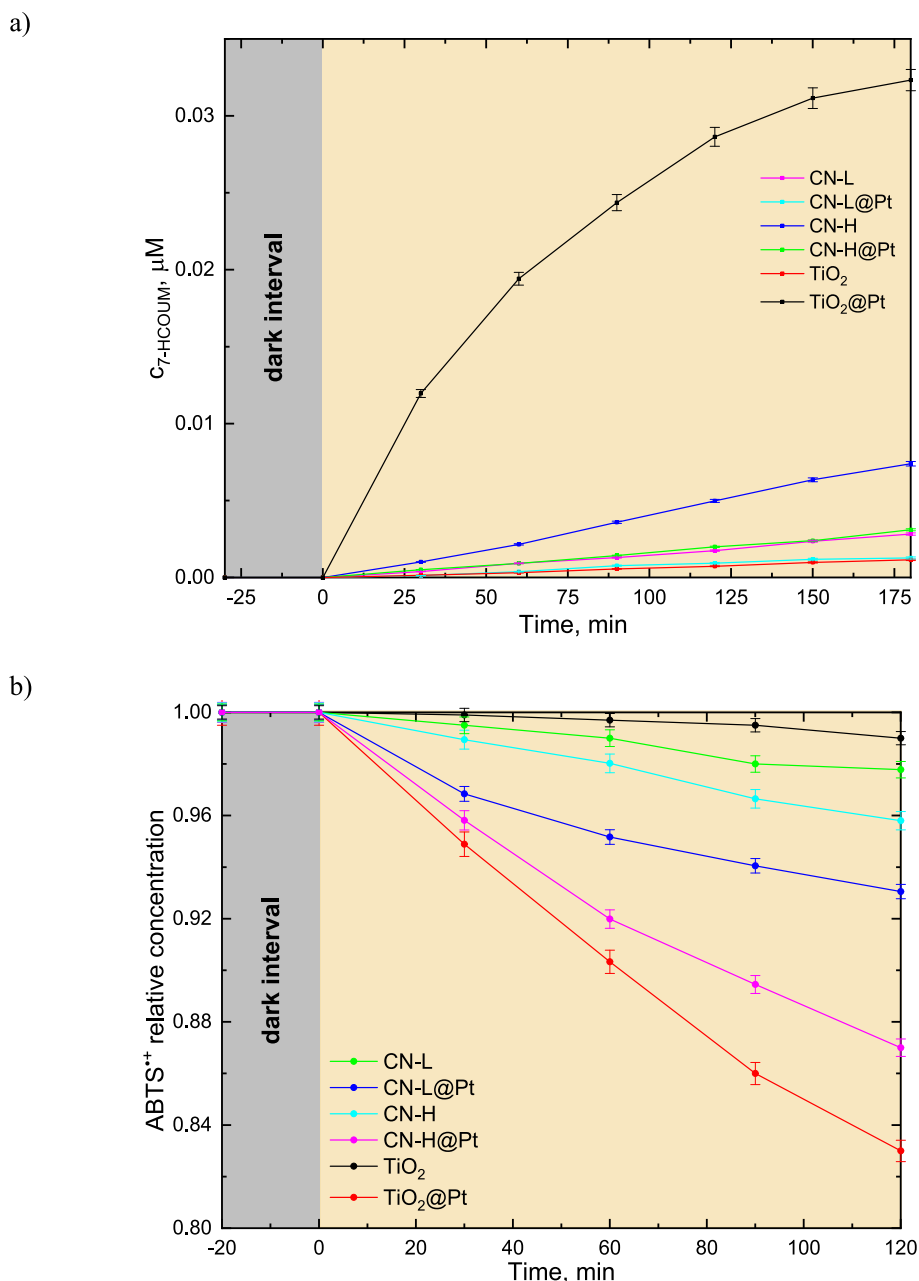 a)
0.03
0.02
0.01
0.00
c7-HCOUM, μM
dark interval
CN-L
CN-L@Pt
CN-H
CN-H@Pt
TiO2
TiO2@Pt
-25 0 25 50 75 100 125 150 175
Time, min
b)
1.00
0.96
0.92
0.88
0.84
0.80
ABTS•+ relative concentration
dark interval
CN-L
CN-L@Pt
CN-H
CN-H@Pt
TiO2
TiO2@Pt
-20 0 20 40 60 80 100 120
Time, min